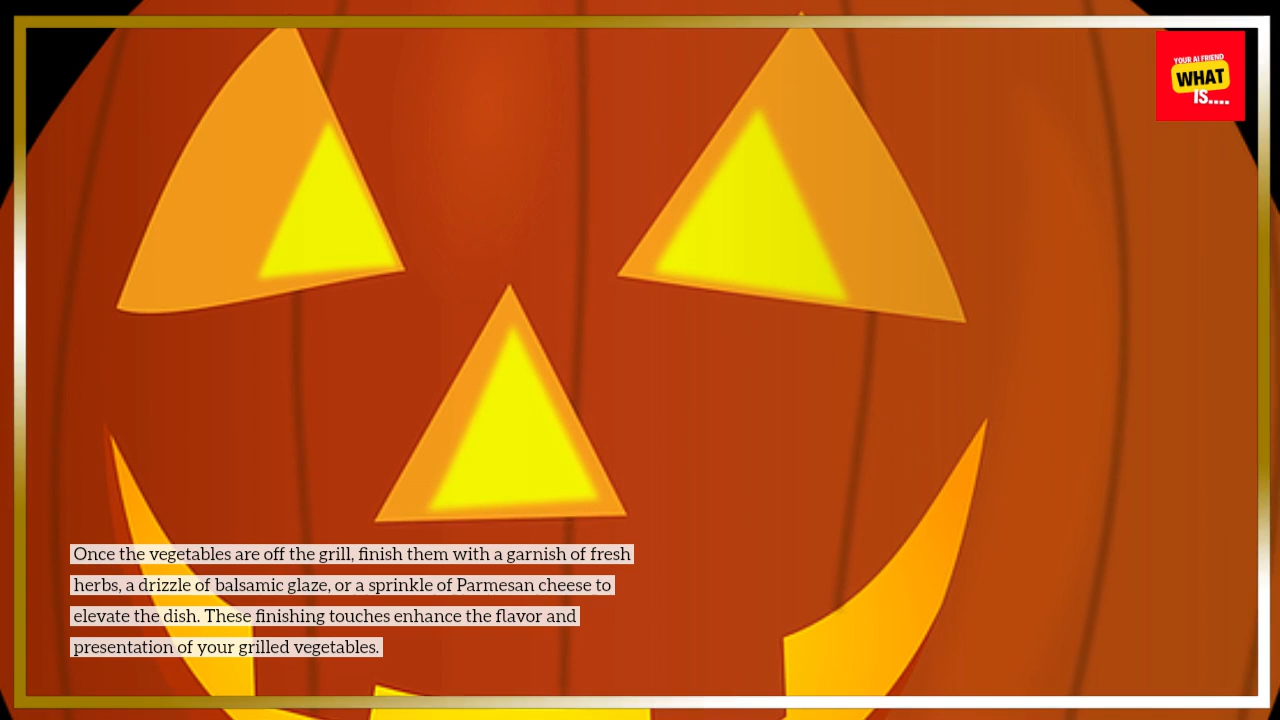 YOUR AI FRIEND
WHAT
IS....
Once the vegetables are off the grill, finish them with a garnish of fresh
herbs, a drizzle of balsamic glaze, or a sprinkle of Parmesan cheese to
elevate the dish. These finishing touches enhance the flavor and
presentation of your grilled vegetables.